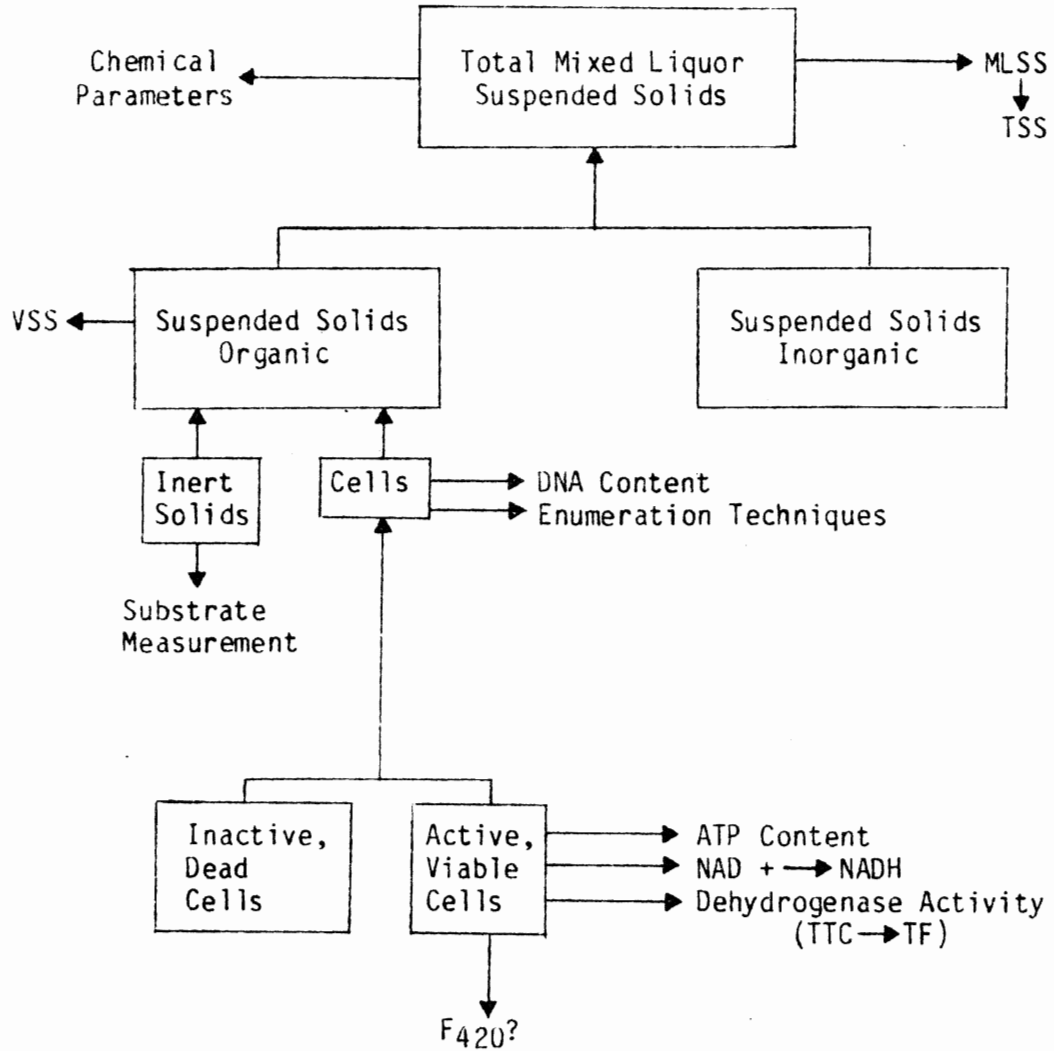 Chemical
Parameters
Total Mixed Liquor
Suspended Solids
MLSS
TSS
VSS
Suspended Solids
Organic
Suspended Solids
Inorganic
Inert
Solids
Cells
DNA Content
Enumeration Techniques
Substrate
Measurement
Inactive,
Dead
Cells
Active,
Viable
Cells
ATP Content
NAD + → NADH
Dehydrogenase Activity
(TTC → TF)
F420?